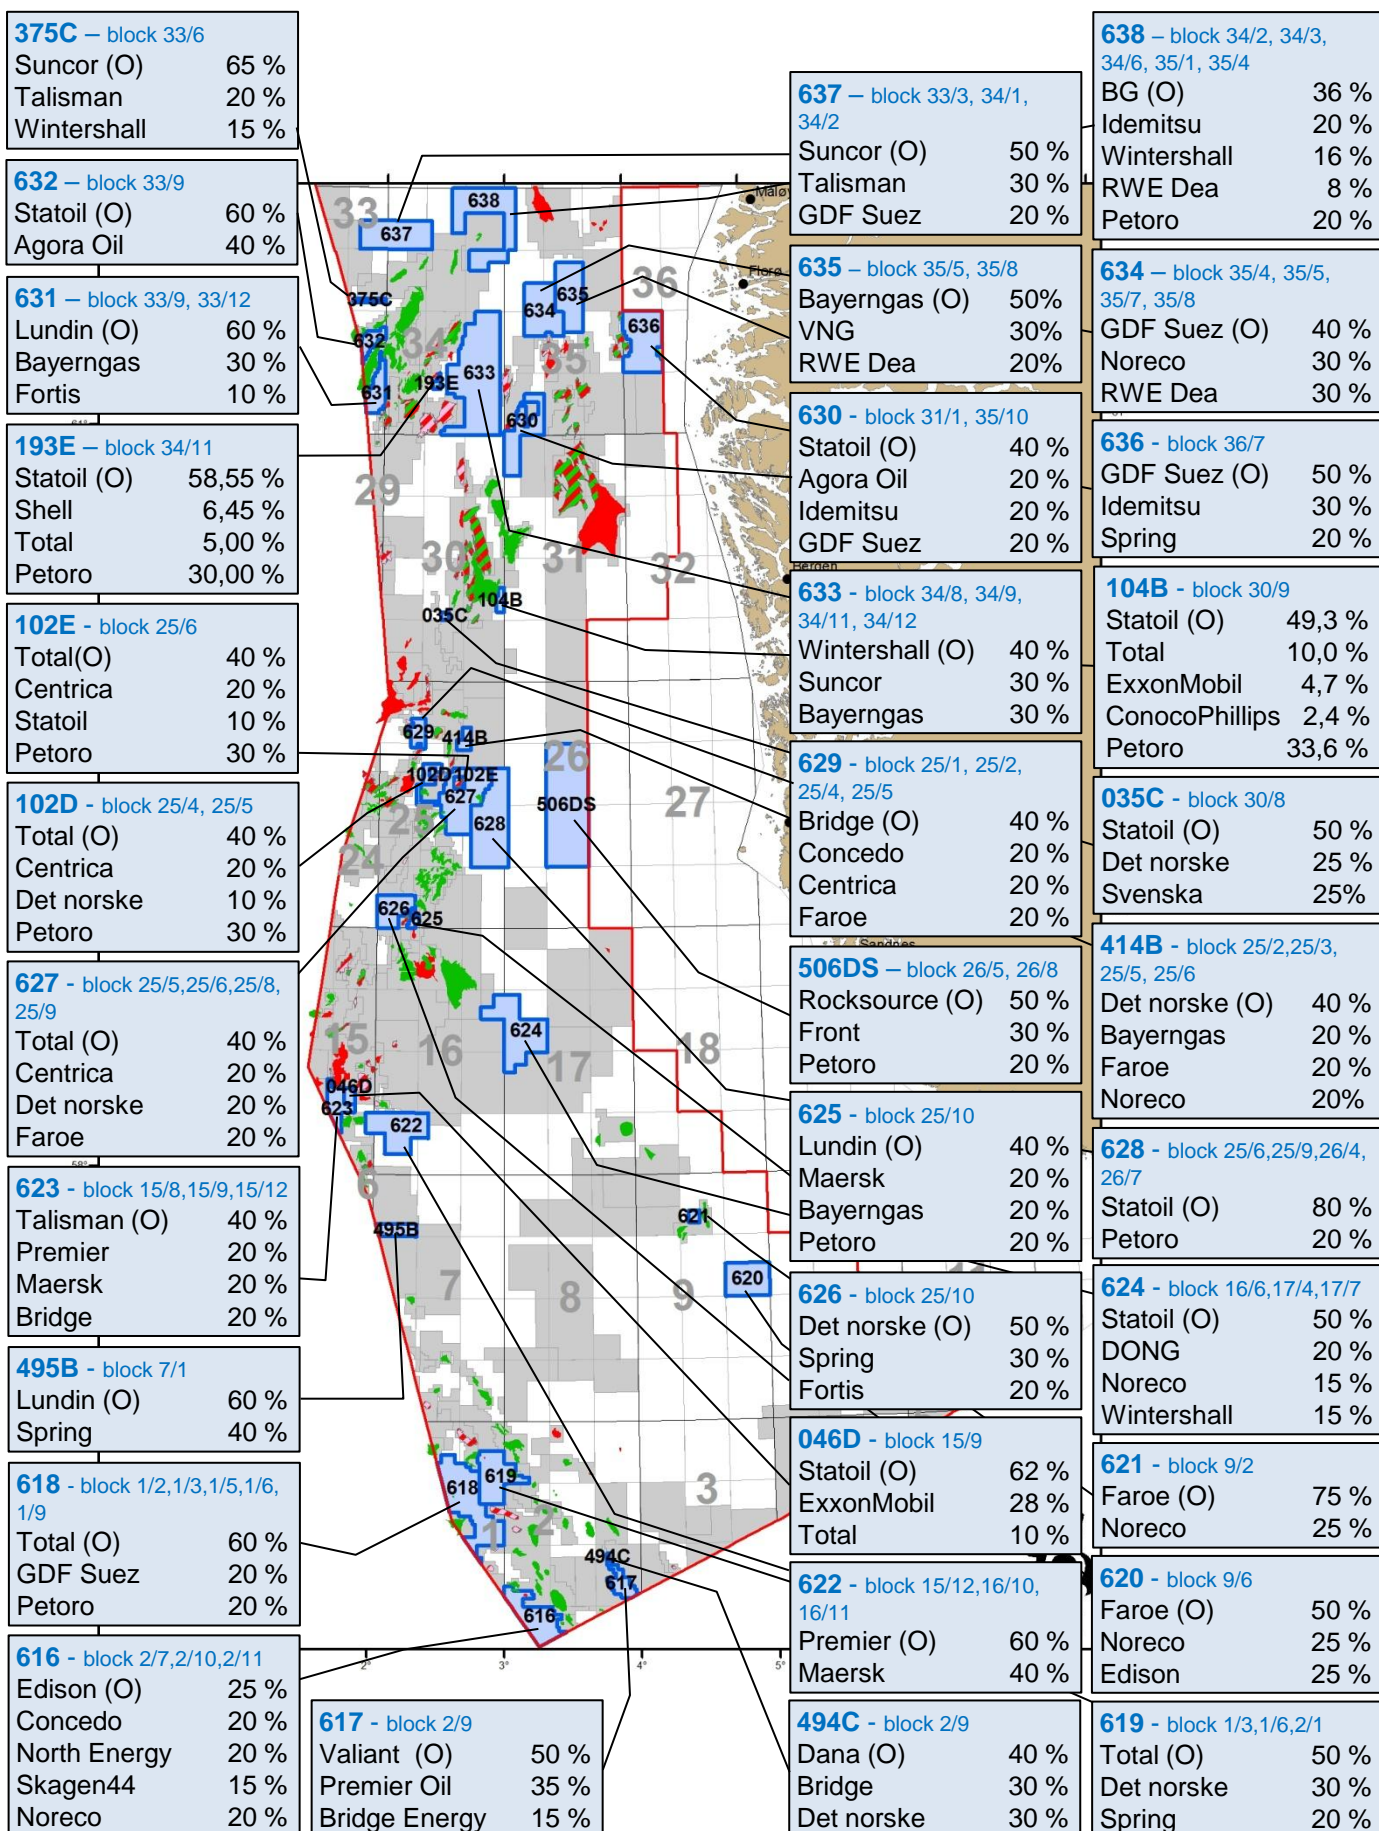 375C – block 33/6
Suncor (O) 65 %
Talisman 20 %
Wintershall 15 %
632 – block 33/9
Statoil (O) 60 %
Agora Oil 40 %
631 – block 33/9, 33/12
Lundin (O) 60 %
Bayerngas 30 %
Fortis 10 %
193E – block 34/11
Statoil (O) 58,55 %
Shell 6,45 %
Total 5,00 %
Petoro 30,00 %
102E - block 25/6
Total(O) 40 %
Centrica 20 %
Statoil 10 %
Petoro 30 %
102D - block 25/4, 25/5
Total (O) 40 %
Centrica 20 %
Det norske 10 %
Petoro 30 %
627 - block 25/5,25/6,25/8,
25/9
Total (O) 40 %
Centrica 20 %
Det norske 20 %
Faroe 20 %
623 - block 15/8,15/9,15/12
Talisman (O) 40 %
Premier 20 %
Maersk 20 %
Bridge 20 %
495B - block 7/1
Lundin (O) 60 %
Spring 40 %
618 - block 1/2,1/3,1/5,1/6,
1/9
Total (O) 60 %
GDF Suez 20 %
Petoro 20 %
616 - block 2/7,2/10,2/11
Edison (O) 25 %
Concedo 20 %
North Energy 20 %
Skagen44 15 %
Noreco 20 %
617 - block 2/9
Valiant (O) 50 %
Premier Oil 35 %
Bridge Energy 15 %
637 – block 33/3, 34/1,
34/2
Suncor (O) 50 %
Talisman 30 %
GDF Suez 20 %
635 – block 35/5, 35/8
Bayerngas (O) 50%
VNG 30%
RWE Dea 20%
630 - block 31/1, 35/10
Statoil (O) 40 %
Agora Oil 20 %
Idemitsu 20 %
GDF Suez 20 %
633 - block 34/8, 34/9,
34/11, 34/12
Wintershall (O) 40 %
Suncor 30 %
Bayerngas 30 %
629 - block 25/1, 25/2,
25/4, 25/5
Bridge (O) 40 %
Concedo 20 %
Centrica 20 %
Faroe 20 %
506DS – block 26/5, 26/8
Rocksource (O) 50 %
Front 30 %
Petoro 20 %
625 - block 25/10
Lundin (O) 40 %
Maersk 20 %
Bayerngas 20 %
Petoro 20 %
626 - block 25/10
Det norske (O) 50 %
Spring 30 %
Fortis 20 %
046D - block 15/9
Statoil (O) 62 %
ExxonMobil 28 %
Total 10 %
622 - block 15/12,16/10,
16/11
Premier (O) 60 %
Maersk 40 %
494C - block 2/9
Dana (O) 40 %
Bridge 30 %
Det norske 30 %
638 – block 34/2, 34/3,
34/6, 35/1, 35/4
BG (O) 36 %
Idemitsu 20 %
Wintershall 16 %
RWE Dea 8 %
Petoro 20 %
634 – block 35/4, 35/5,
35/7, 35/8
GDF Suez (O) 40 %
Noreco 30 %
RWE Dea 30 %
636 - block 36/7
GDF Suez (O) 50 %
Idemitsu 30 %
Spring 20 %
104B - block 30/9
Statoil (O) 49,3 %
Total 10,0 %
ExxonMobil 4,7 %
ConocoPhillips 2,4 %
Petoro 33,6 %
035C - block 30/8
Statoil (O) 50 %
Det norske 25 %
Svenska 25%
414B - block 25/2,25/3,
25/5, 25/6
Det norske (O) 40 %
Bayerngas 20 %
Faroe 20 %
Noreco 20%
628 - block 25/6,25/9,26/4,
26/7
Statoil (O) 80 %
Petoro 20 %
624 - block 16/6,17/4,17/7
Statoil (O) 50 %
DONG 20 %
Noreco 15 %
Wintershall 15 %
621 - block 9/2
Faroe (O) 75 %
Noreco 25 %
620 - block 9/6
Faroe (O) 50 %
Noreco 25 %
Edison 25 %
619 - block 1/3,1/6,2/1
Total (O) 50 %
Det norske 30 %
Spring 20 %
33
638
637
Florø
36
375C
634
635
636
632
34
35
193E
633
631
630
29
30
31
32
Bergen
104B
035C
629
414B
26
102D
102E
627
506DS
27
25
628
24
626
625
Sandnes
15
16
624
17
18
046D
623
622
58°
6
495B
621
7
8
9
620
618
619
3
1
2
494C
617
616
2°
3°
4°
5°